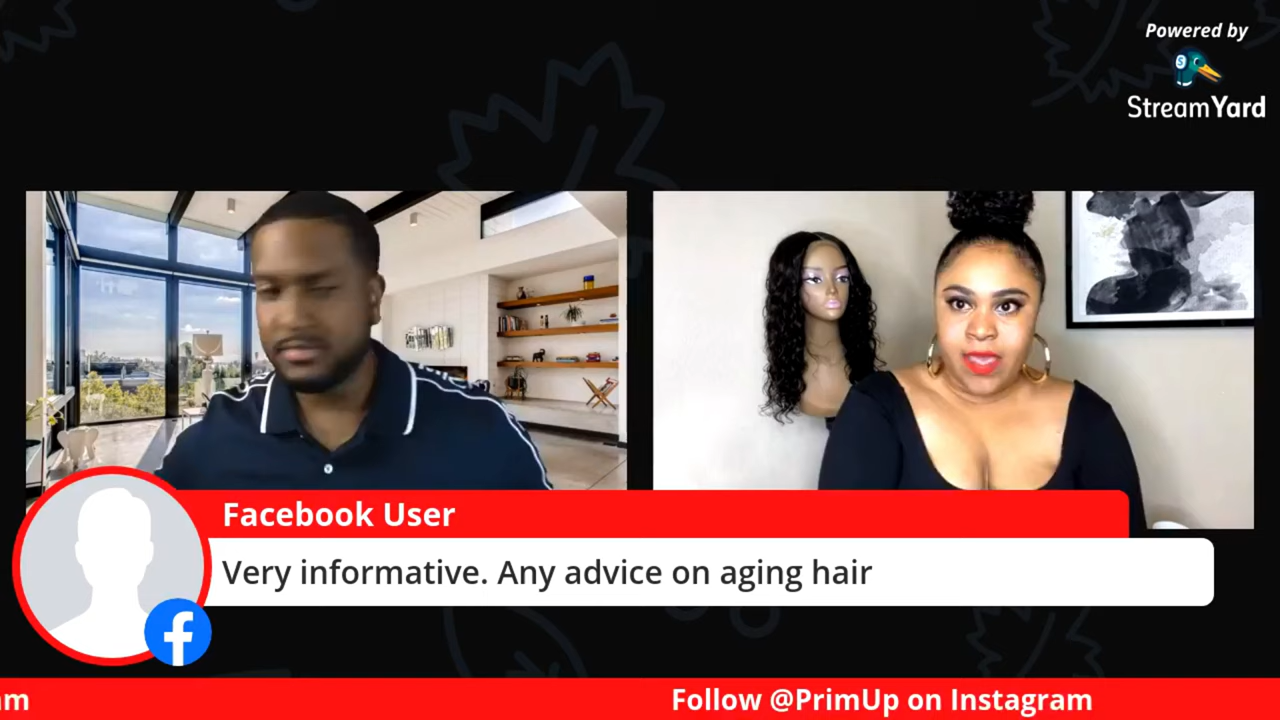 Powered by
StreamYard
Facebook User
Very informative. Any advice on aging hair
am Follow @PrimUp on Instagram